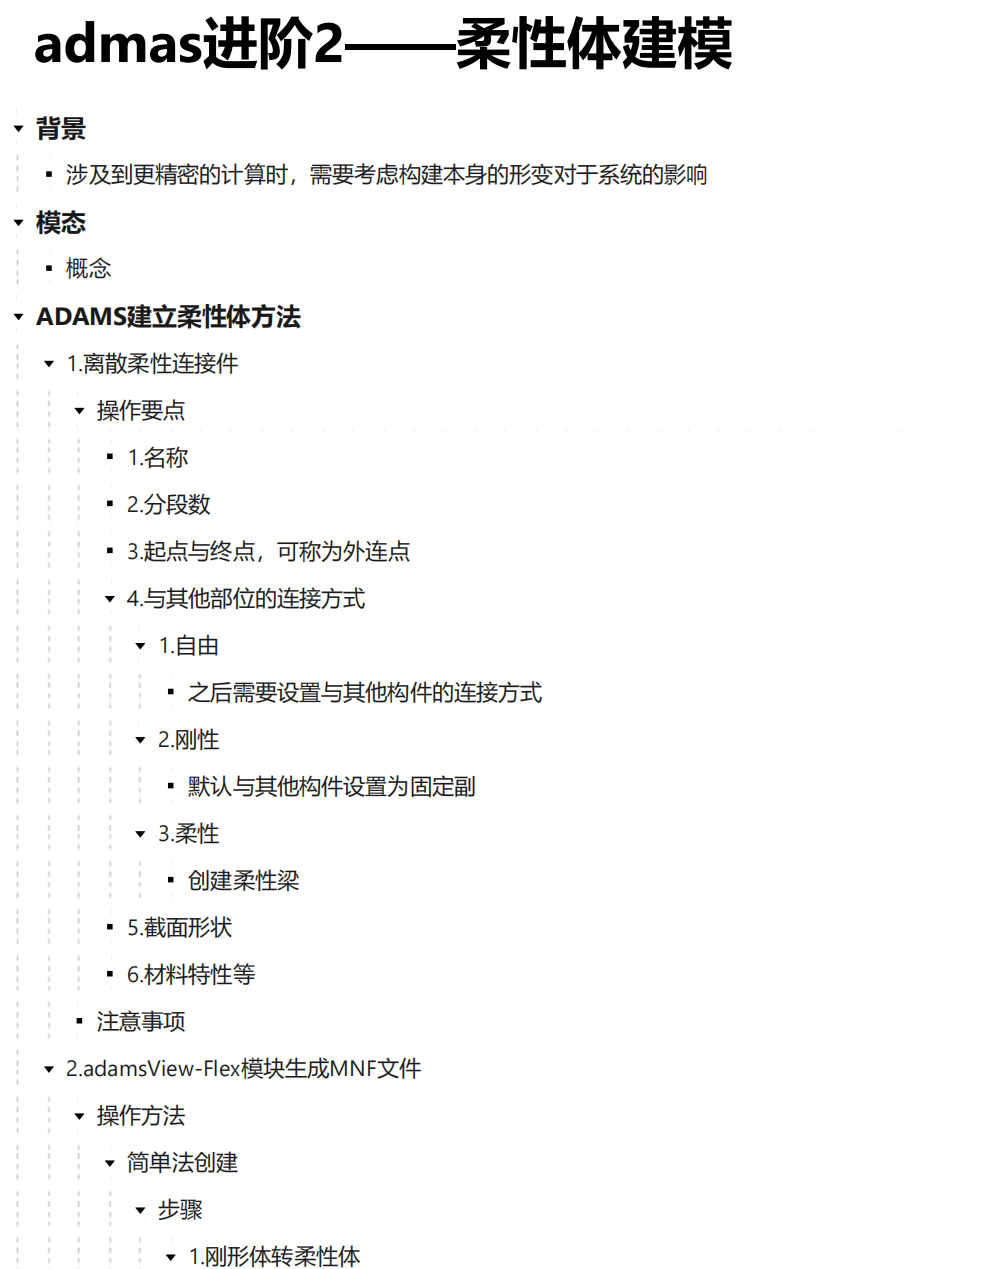 admas进阶2——柔性体建模
背景
涉及到更精密的计算时，需要考虑构建本身的形变对于系统的影响
模态
概念
ADAMS建立柔性体方法
1.离散柔性连接件
操作要点
1.名称
2.分段数
3.起点与终点，可称为外连点
4.与其他部位的连接方式
1.自由
之后需要设置与其他构件的连接方式
2.刚性
默认与其他构件设置为固定副
3.柔性
创建柔性梁
5.截面形状
6.材料特性等
注意事项
2.adamsView-Flex模块生成MNF文件
操作方法
简单法创建
步骤
1.刚形体转柔性体